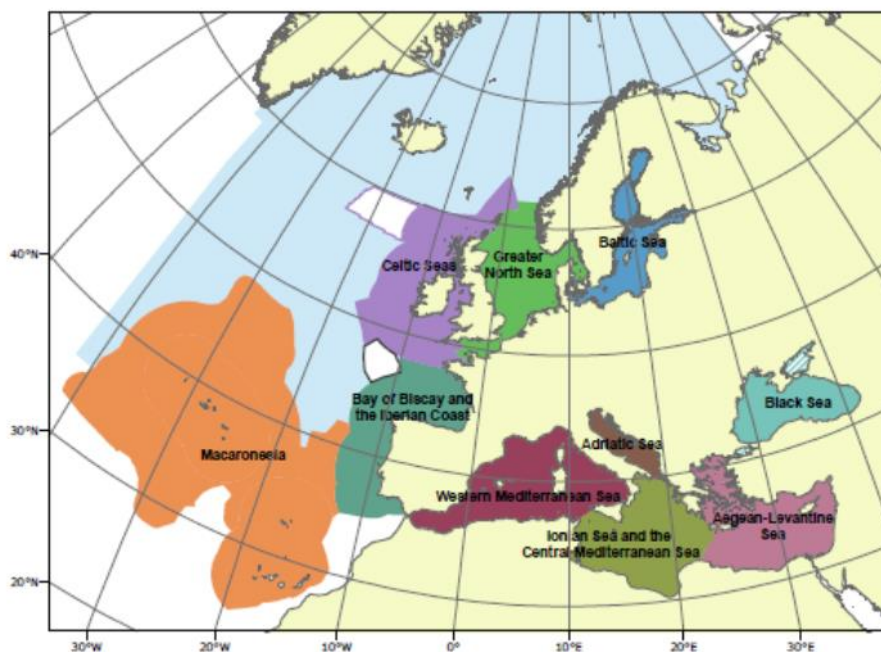 40°N
30°N
20°N
Celtic Seas
Greater
North Sea
Baltic Sea
Bay of Biscay and
the Iberian Coast
Black Sea
Macaronesia
Adriatic Sea
Western Mediterranean Sea
Ionian Sea and the
Central Mediterranean Sea
Aegean-Levantine
Sea
30°W
20°W
10°W
0°
10°E
20°E
30°E